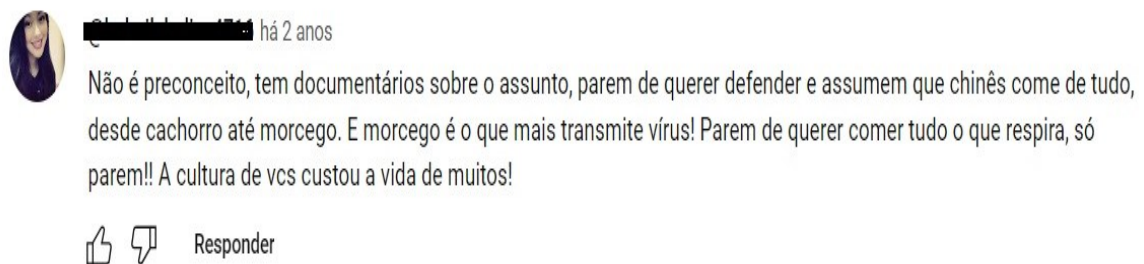 há 2 anos
Não é preconceito, tem documentários sobre o assunto, parem de querer defender e assumem que chinês come de tudo,
desde cachorro até morcego. E morcego é o que mais transmite vírus! Parem de querer comer tudo o que respira, só
parem!! A cultura de vcs custou a vida de muitos!
Responder